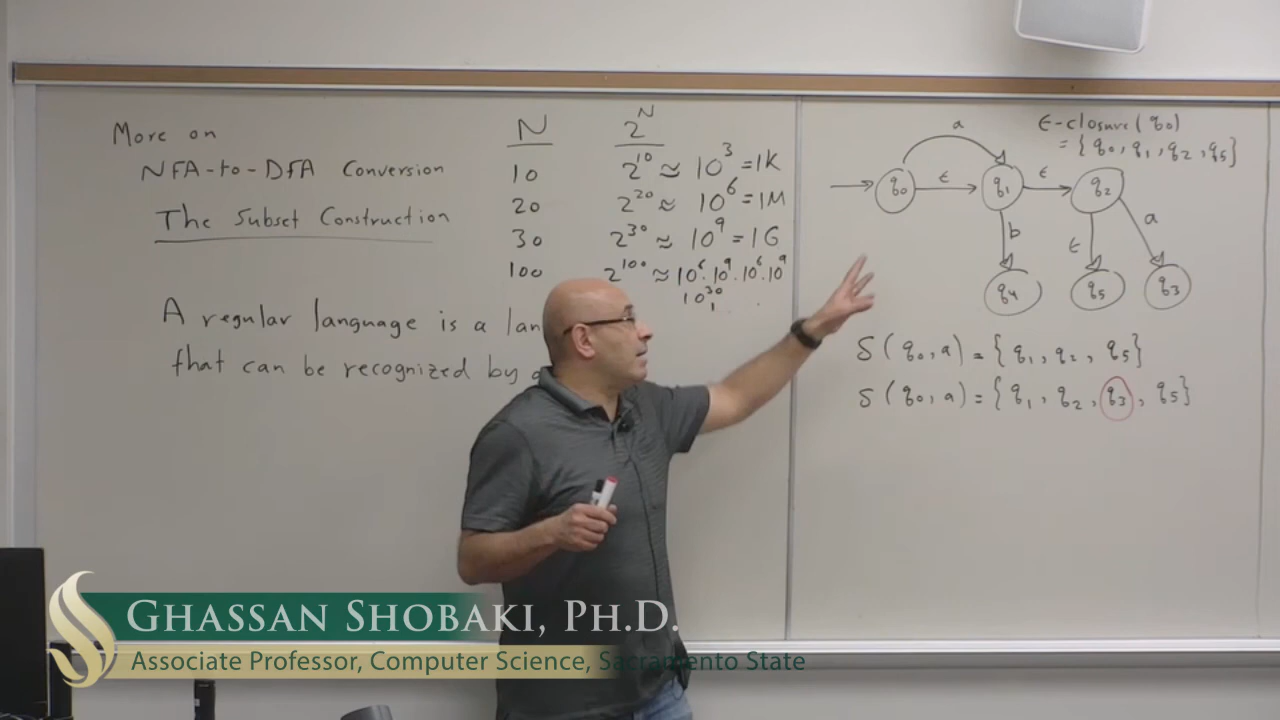 More on
NFA-to-DFA Conversion
The Subset Construction
A regular language is a lan
that can be recognized by
N 2^N
10 2^10 ≈ 10^3 = 1K
20 2^20 ≈ 10^6 = 1M
30 2^30 ≈ 10^9 = 1G
100 2^100 ≈ 10^6 . 10^9 . 10^6 . 10^9
10^30
ϵ-closure(q0)
= {q0, q1, q2, q5}
a
q0 ϵ q1 ϵ q2
b ϵ a
q4 q5 q3
δ(q0, a) = {q1, q2, q5}
δ(q0, a) = {q1, q2, q3, q5}
GHASSAN SHOBAKI, PH.D.
Associate Professor, Computer Science, Sacramento State